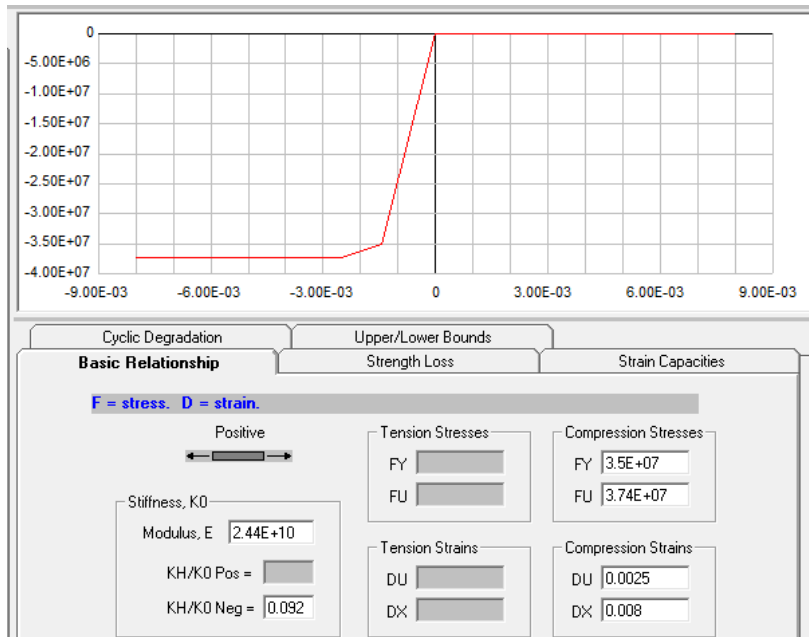 0
-5.00E+06
-1.00E+07
-1.50E+07
-2.00E+07
-2.50E+07
-3.00E+07
-3.50E+07
-4.00E+07
-9.00E-03 -6.00E-03 -3.00E-03 0 3.00E-03 6.00E-03 9.00E-03
Cyclic Degradation Upper/Lower Bounds
Basic Relationship Strength Loss Strain Capacities
F = stress. D = strain.
Positive
Stiffness, K0
Modulus, E 2.44E+10
KH/K0 Pos =
KH/K0 Neg = 0.092
Tension Stresses
FY
FU
Compression Stresses
FY 3.5E+07
FU 3.74E+07
Tension Strains
DU
DX
Compression Strains
DU 0.0025
DX 0.008